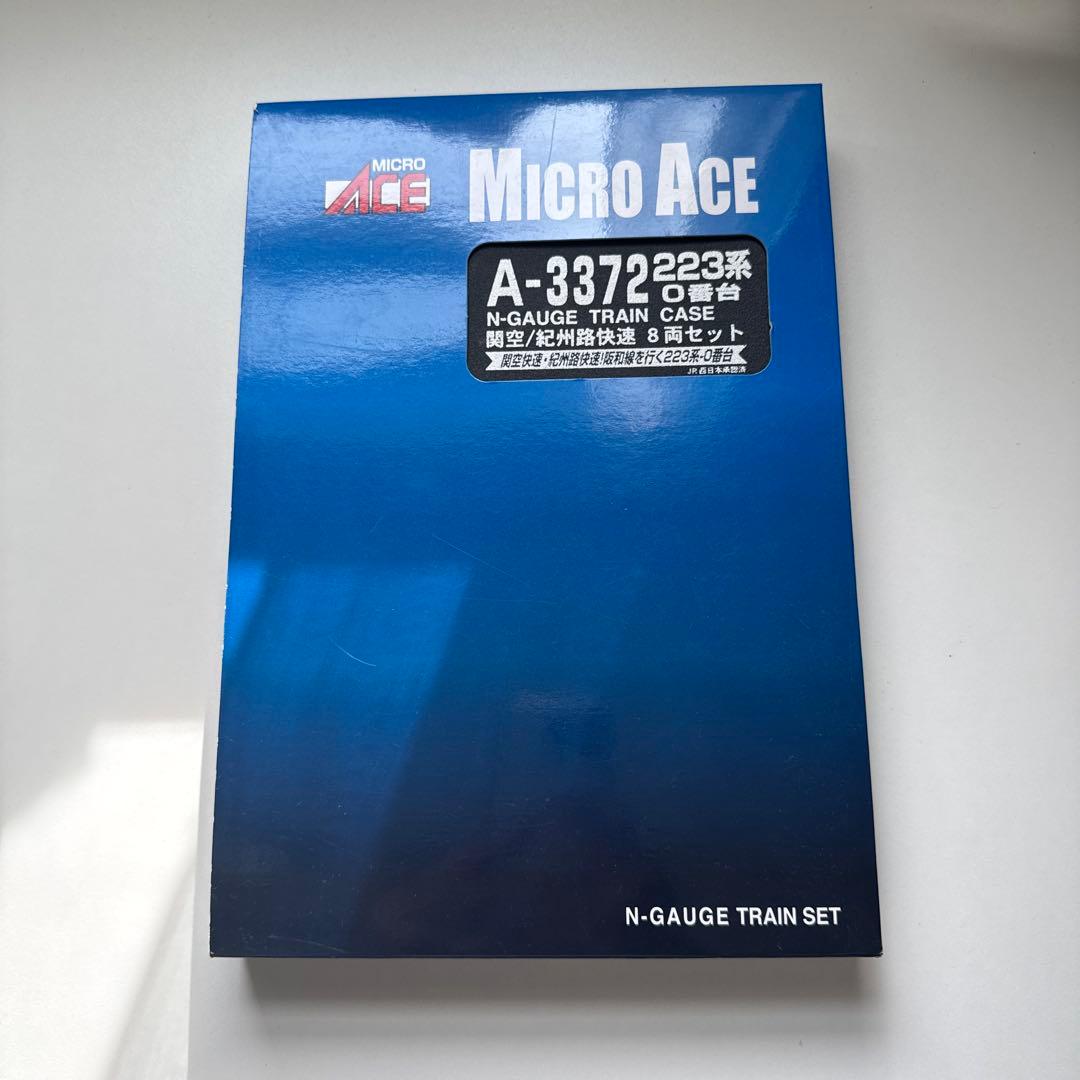 MICRO
ACE
MICRO ACE
A-3372 223系
0番台
N-GAUGE TRAIN CASE
関空/紀州路快速 8両セット
関空快速・紀州路快速!阪和線を行く223系-0番台
JR西日本承認済
N-GAUGE TRAIN SET